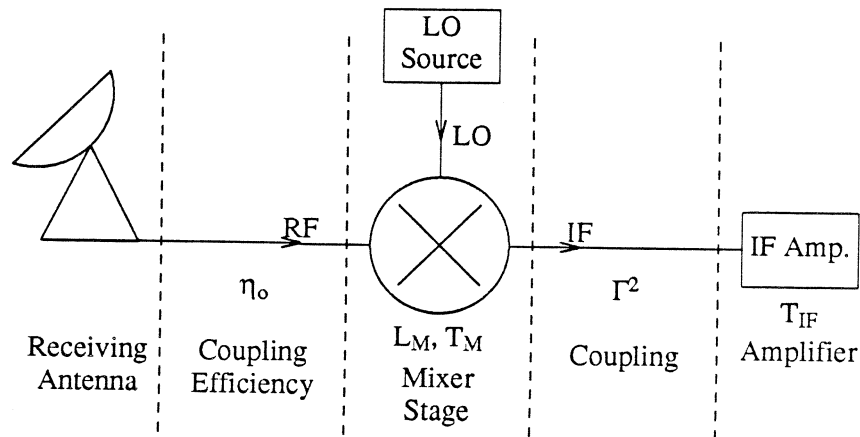 LO
Source
LO
RF
IF
IF Amp.
ηₒ
Γ²
T_IF
L_M, T_M
Receiving
Antenna
Coupling
Efficiency
Mixer
Stage
Coupling
Amplifier